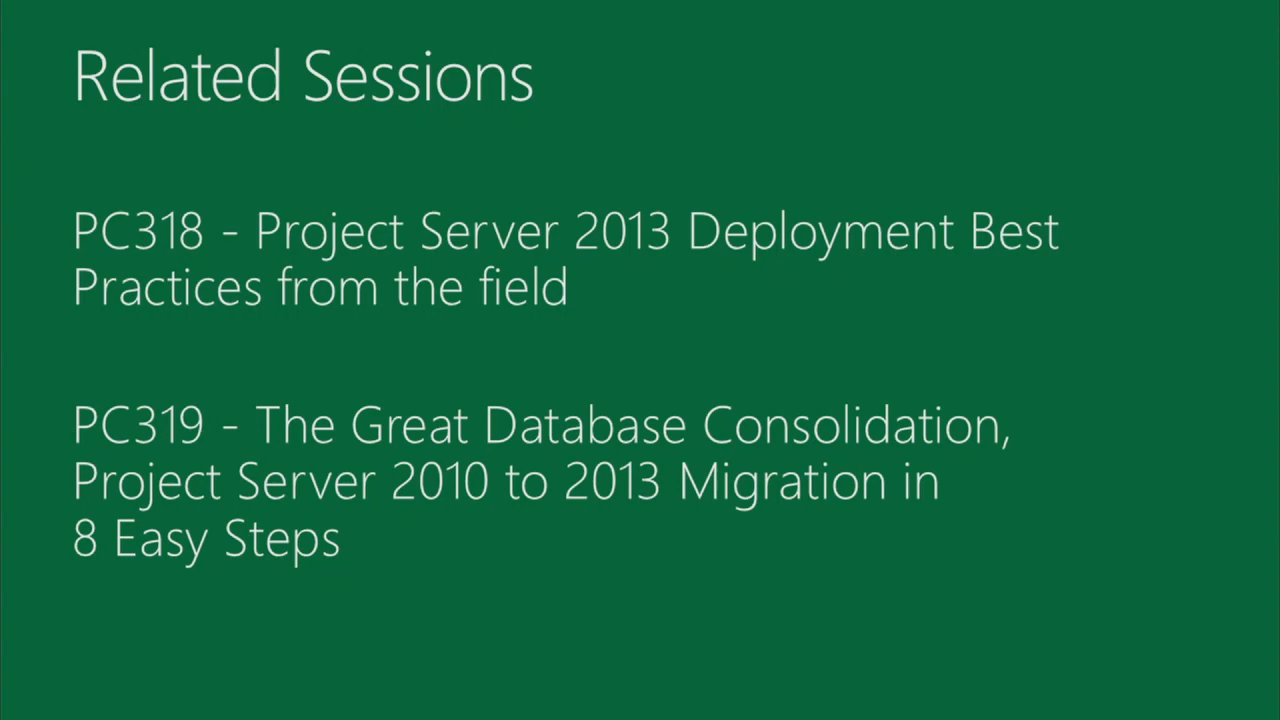 Related Sessions
PC318 - Project Server 2013 Deployment Best
Practices from the field
PC319 - The Great Database Consolidation,
Project Server 2010 to 2013 Migration in
8 Easy Steps